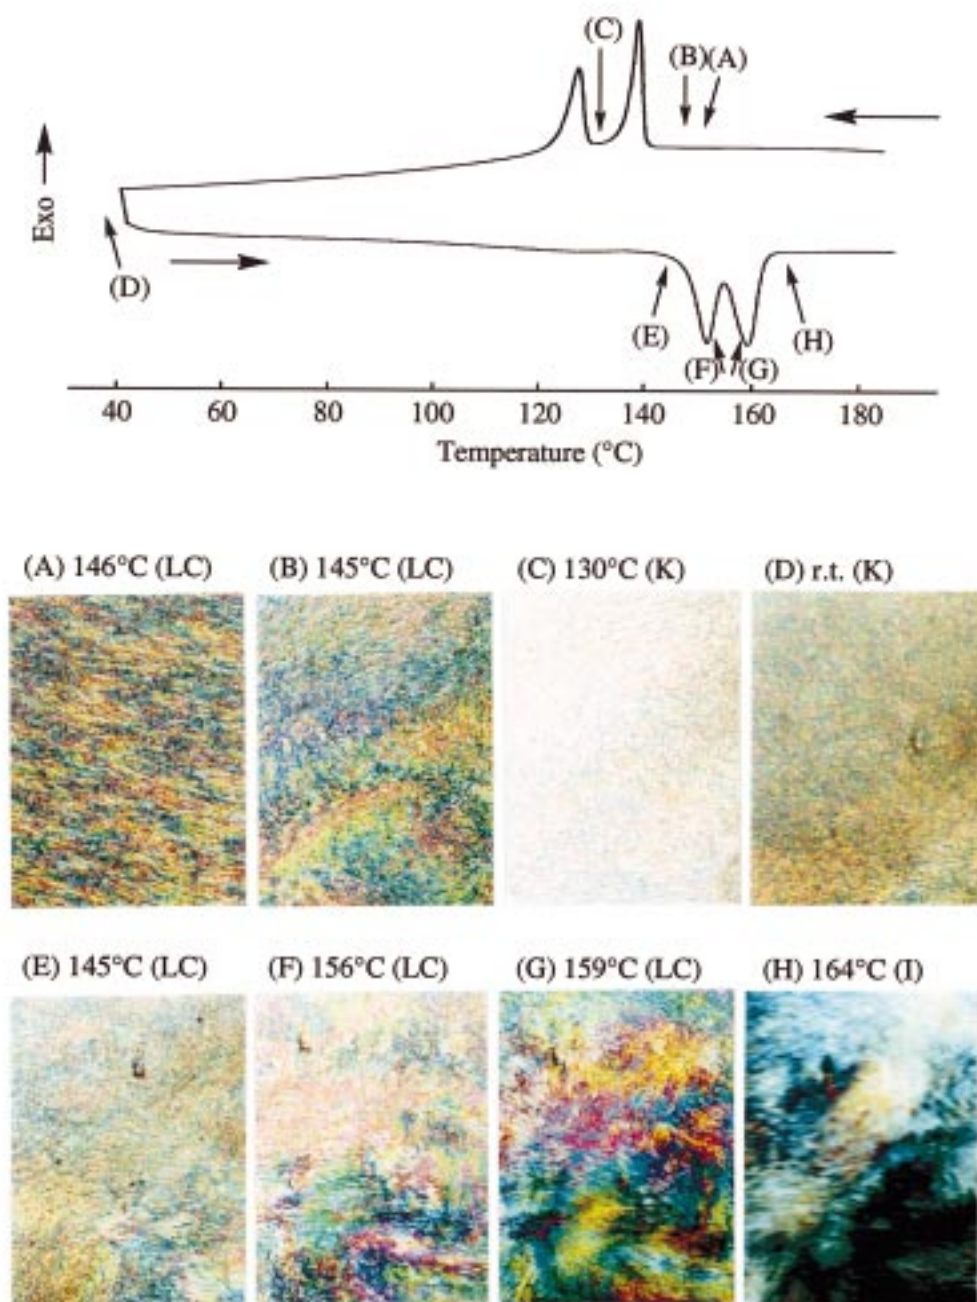 (C)
(B)(A)
Exo
(D)
(E)
(H)
(F)
(G)
40 60 80 100 120 140 160 180
Temperature (°C)
(A) 146°C (LC) (B) 145°C (LC) (C) 130°C (K) (D) r.t. (K)
(E) 145°C (LC) (F) 156°C (LC) (G) 159°C (LC) (H) 164°C (I)